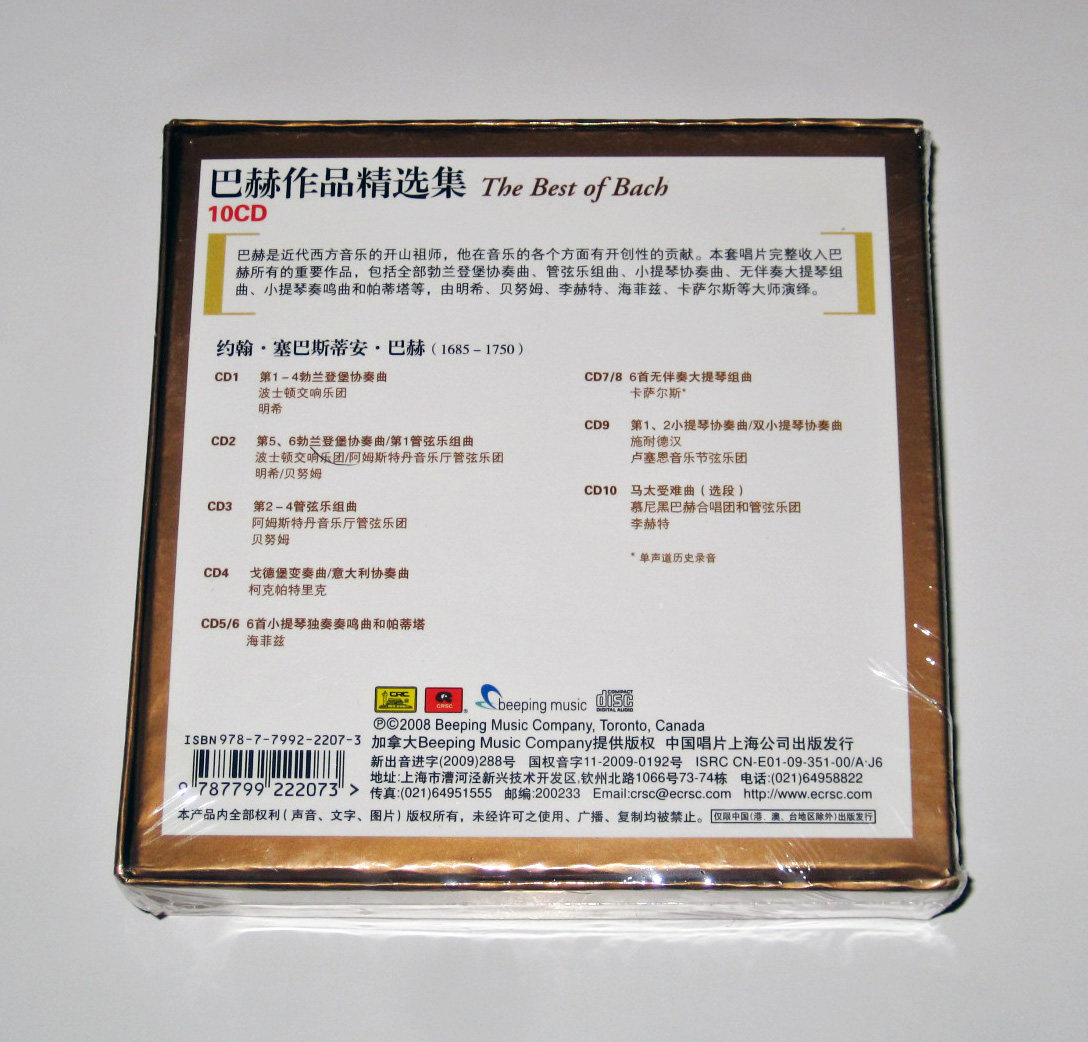 巴赫作品精选集 The Best of Bach
10CD
巴赫是近代西方音乐的开山祖师，他在音乐的各个方面有开创性的贡献。本套唱片完整收入巴
赫所有的重要作品，包括全部勃兰登堡协奏曲、管弦乐组曲、小提琴协奏曲、无伴奏大提琴组
曲、小提琴奏鸣曲和帕蒂塔等，由明希、贝努姆、李赫特、海菲兹、卡萨尔斯等大师演绎。
约翰·塞巴斯蒂安·巴赫（1685–1750）
CD1 第1–4勃兰登堡协奏曲
波士顿交响乐团
明希
CD2 第5、6勃兰登堡协奏曲/第1管弦乐组曲
波士顿交响乐团/阿姆斯特丹音乐厅管弦乐团
明希/贝努姆
CD3 第2–4管弦乐组曲
阿姆斯特丹音乐厅管弦乐团
贝努姆
CD4 戈德堡变奏曲/意大利协奏曲
柯克帕特里克
CD5/6 6首小提琴独奏奏鸣曲和帕蒂塔
海菲兹
CD7/8 6首无伴奏大提琴组曲
卡萨尔斯*
CD9 第1、2小提琴协奏曲/双小提琴协奏曲
施耐德汉
卢塞恩音乐节弦乐团
CD10 马太受难曲（选段）
慕尼黑巴赫合唱团和管弦乐团
李赫特
* 单声道历史录音
CRC CRSC ® beeping music COMPACT disc DIGITAL AUDIO
℗©2008 Beeping Music Company, Toronto, Canada
加拿大Beeping Music Company提供版权 中国唱片上海公司出版发行
新出音进字(2009)288号 国权音字11-2009-0192号 ISRC CN-E01-09-351-00/A·J6
地址:上海市漕河泾新兴技术开发区,钦州北路1066号73-74栋 电话:(021)64958822
传真:(021)64951555 邮编:200233 Email:crsc@ecrsc.com http://www.ecrsc.com
ISBN 978-7-7992-2207-3
9 787799 222073 >
本产品内全部权利（声音、文字、图片）版权所有，未经许可之使用、广播、复制均被禁止。 仅限中国(港、澳、台地区除外)出版发行